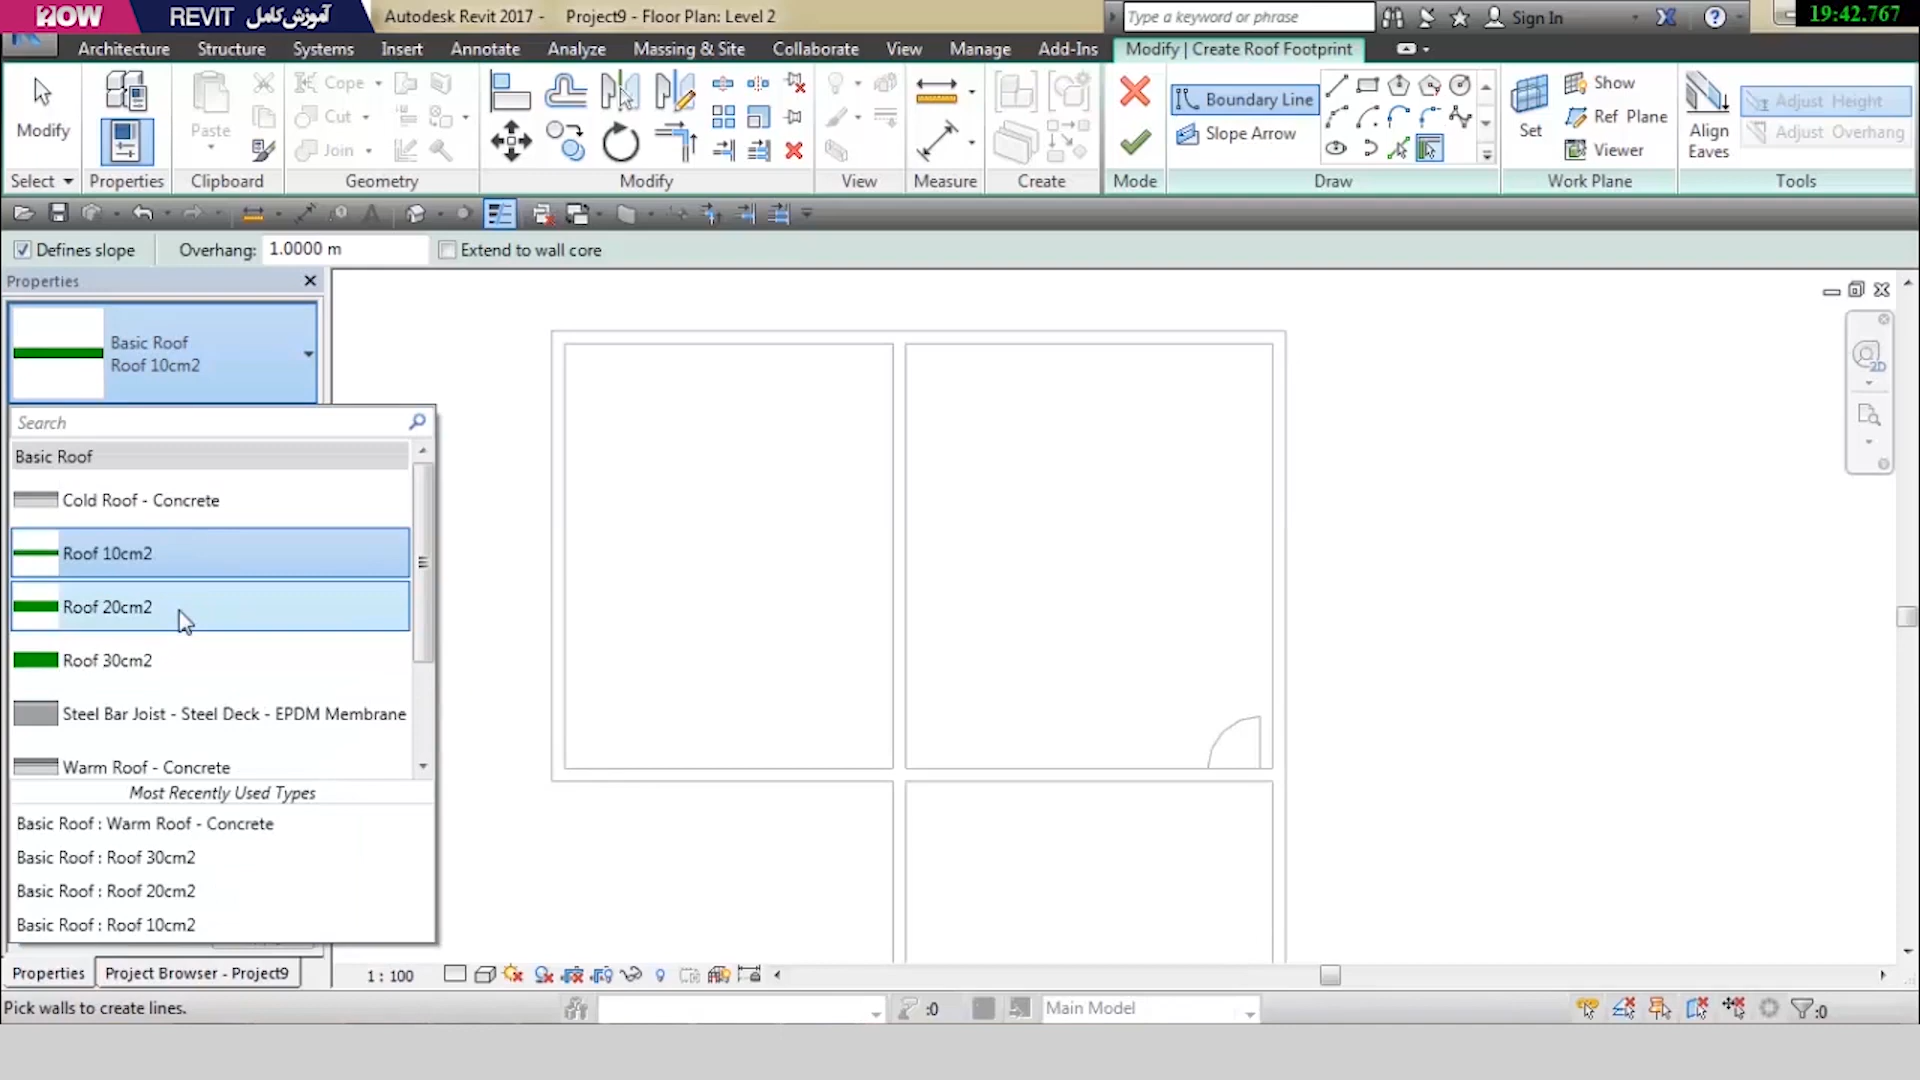 2NOW
REVIT آموزش کامل
Autodesk Revit 2017 -
Project9 - Floor Plan: Level 2
Type a keyword or phrase
Sign In
19:42.767
Architecture
Structure
Systems
Insert
Annotate
Analyze
Massing & Site
Collaborate
View
Manage
Add-Ins
Modify | Create Roof Footprint
Modify
Paste
Cope
Cut
Join
Boundary Line
Slope Arrow
Set
Show
Ref Plane
Viewer
Align
Eaves
Adjust Height
Adjust Overhang
Select
Properties
Clipboard
Geometry
Modify
View
Measure
Create
Mode
Draw
Work Plane
Tools
Defines slope
Overhang: 1.0000 m
Extend to wall core
Properties
Basic Roof
Roof 10cm2
Search
Basic Roof
Cold Roof - Concrete
Roof 10cm2
Roof 20cm2
Roof 30cm2
Steel Bar Joist - Steel Deck - EPDM Membrane
Warm Roof - Concrete
Most Recently Used Types
Basic Roof : Warm Roof - Concrete
Basic Roof : Roof 30cm2
Basic Roof : Roof 20cm2
Basic Roof : Roof 10cm2
2D
Properties
Project Browser - Project9
1 : 100
Pick walls to create lines.
:0
Main Model
:0